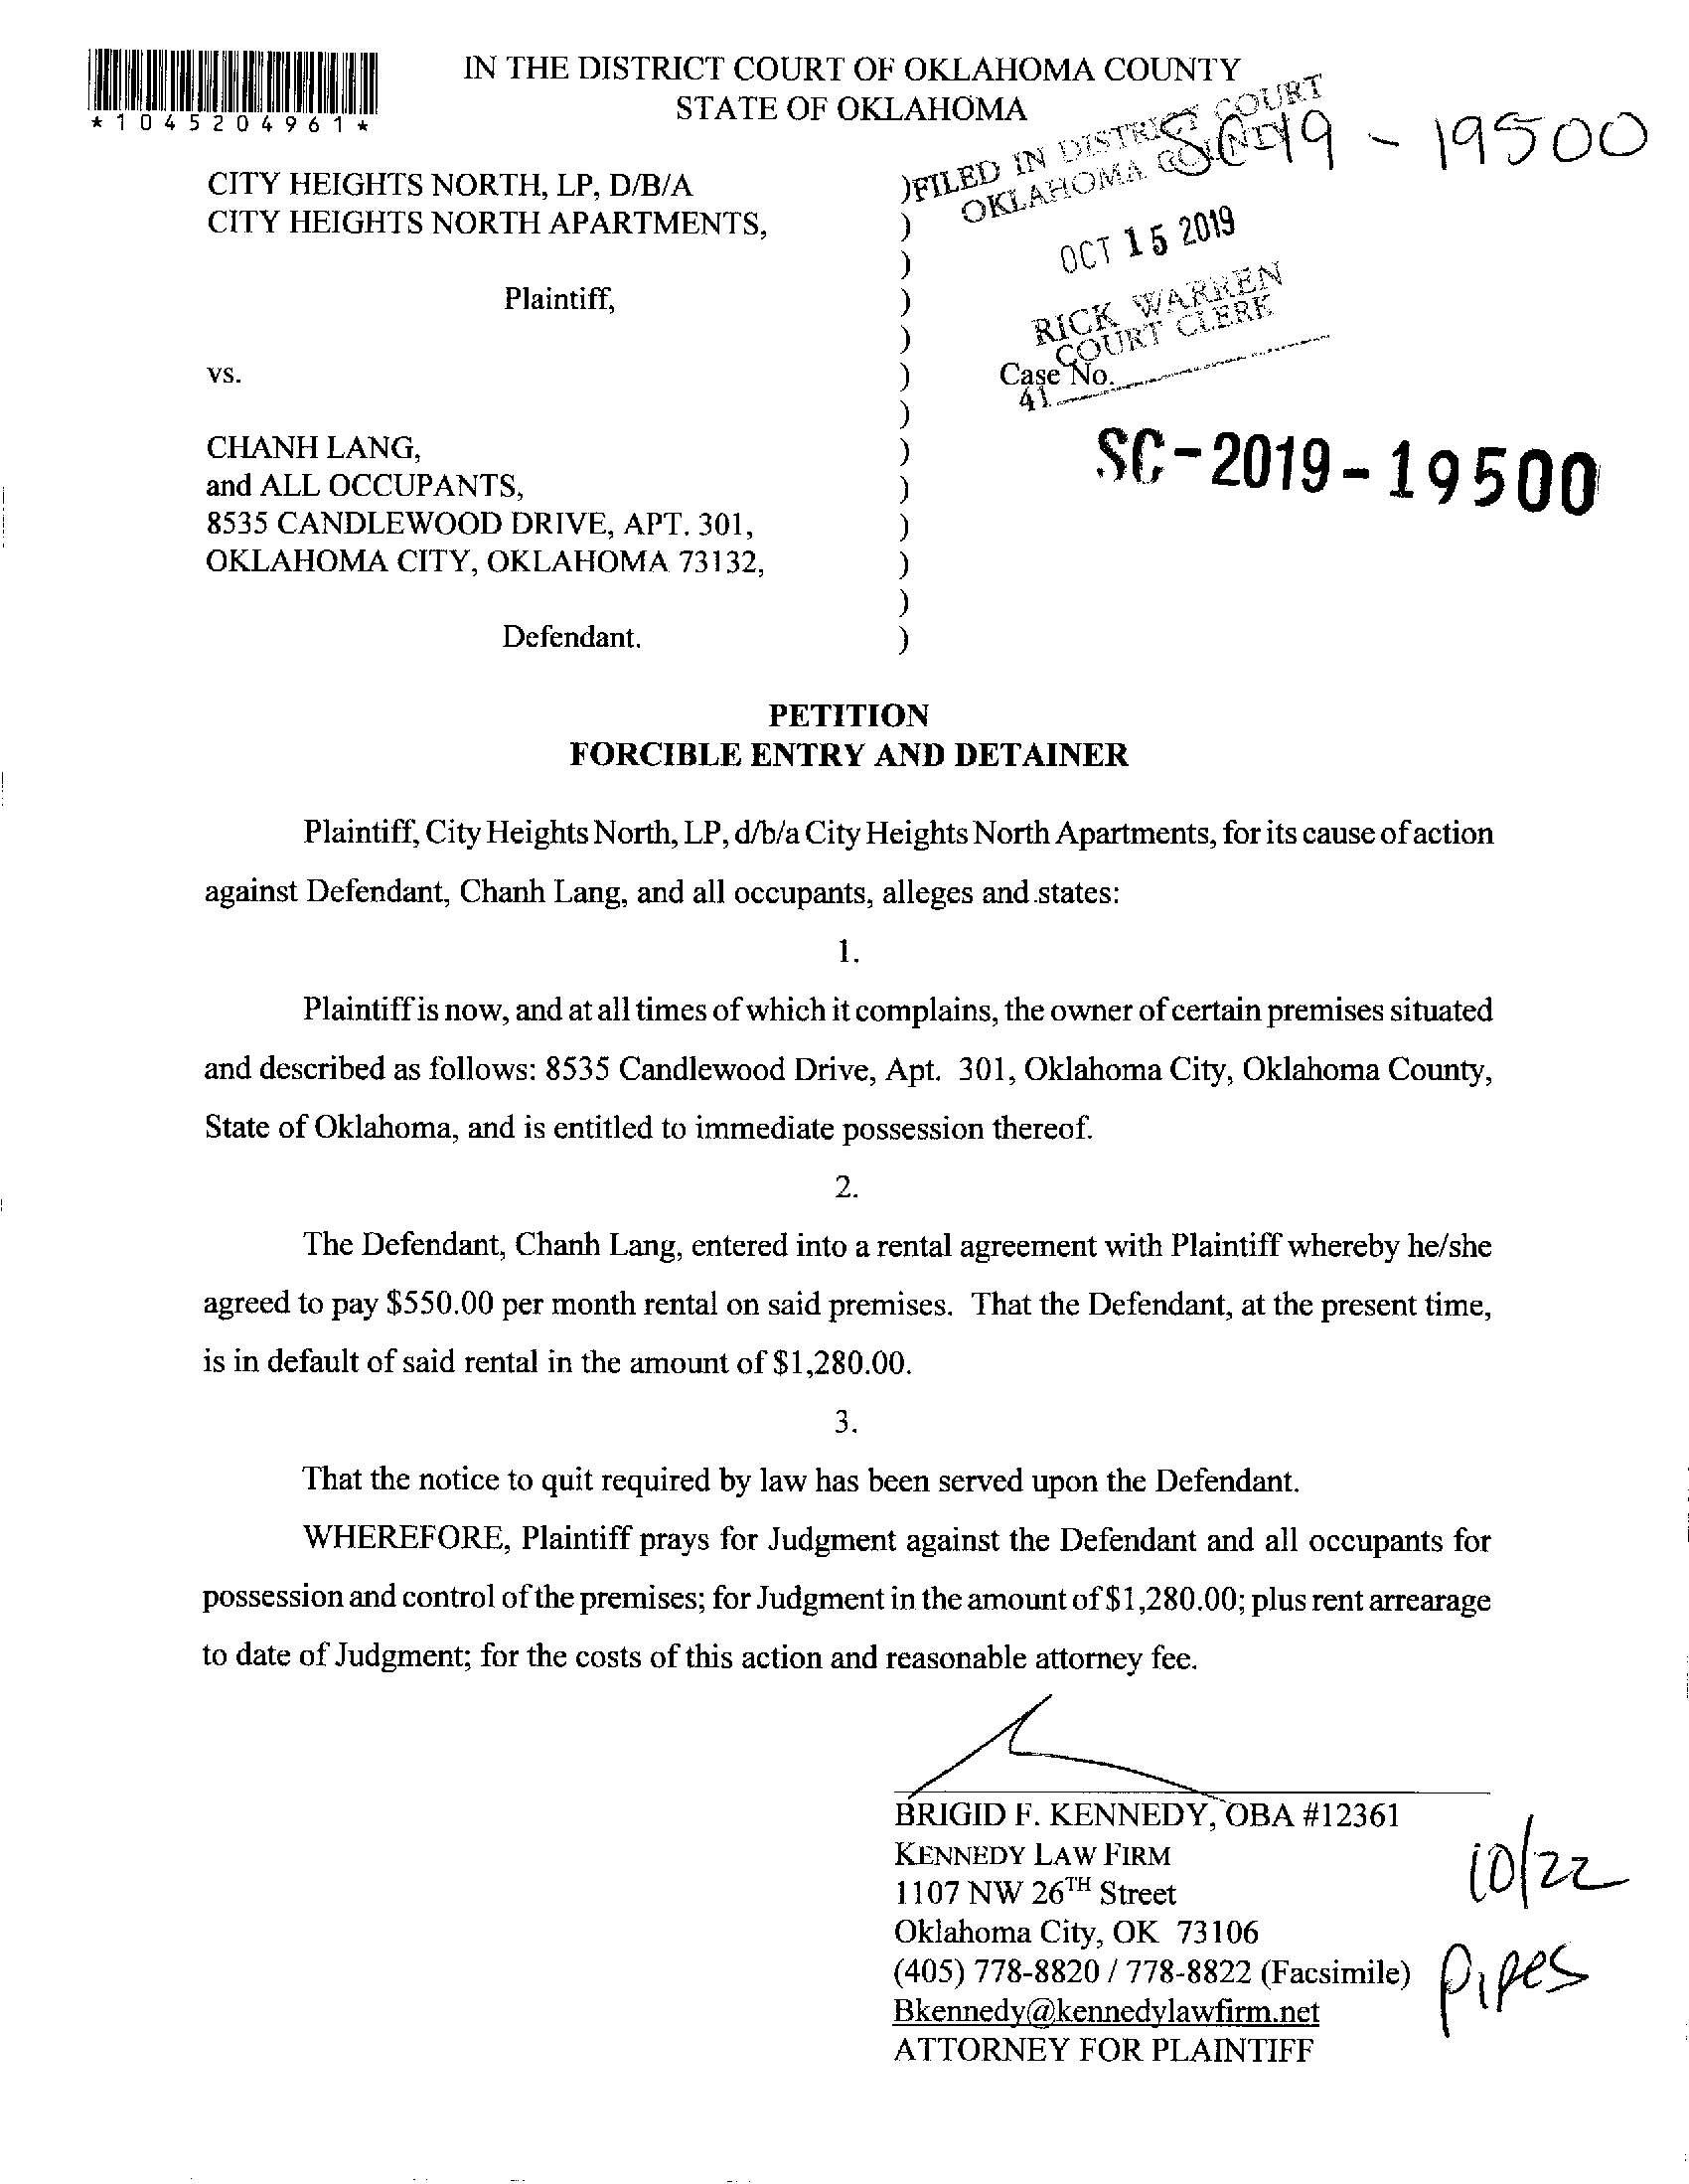 IN THE DISTRICT COURT OF OKLAHOMA COUNTY
STATE OF OKLAHOMA
*1045204961*
SC-19 - 19500
FILED IN DISTRICT COURT
OKLAHOMA COUNTY
OCT 15 2019
RICK WARREN
COURT CLERK
41
CITY HEIGHTS NORTH, LP, D/B/A )
CITY HEIGHTS NORTH APARTMENTS, )
)
Plaintiff, )
)
vs. ) Case No.
)
CHANH LANG, )
and ALL OCCUPANTS, )
8535 CANDLEWOOD DRIVE, APT. 301, )
OKLAHOMA CITY, OKLAHOMA 73132, )
)
Defendant. )
SC-2019-19500
PETITION
FORCIBLE ENTRY AND DETAINER
Plaintiff, City Heights North, LP, d/b/a City Heights North Apartments, for its cause of action
against Defendant, Chanh Lang, and all occupants, alleges and states:
1.
Plaintiff is now, and at all times of which it complains, the owner of certain premises situated
and described as follows: 8535 Candlewood Drive, Apt. 301, Oklahoma City, Oklahoma County,
State of Oklahoma, and is entitled to immediate possession thereof.
2.
The Defendant, Chanh Lang, entered into a rental agreement with Plaintiff whereby he/she
agreed to pay $550.00 per month rental on said premises. That the Defendant, at the present time,
is in default of said rental in the amount of $1,280.00.
3.
That the notice to quit required by law has been served upon the Defendant.
WHEREFORE, Plaintiff prays for Judgment against the Defendant and all occupants for
possession and control of the premises; for Judgment in the amount of $1,280.00; plus rent arrearage
to date of Judgment; for the costs of this action and reasonable attorney fee.
BRIGID F. KENNEDY, OBA #12361
KENNEDY LAW FIRM
1107 NW 26TH Street
Oklahoma City, OK 73106
(405) 778-8820 / 778-8822 (Facsimile)
Bkennedy@kennedylawfirm.net
ATTORNEY FOR PLAINTIFF
10/22
Pipes